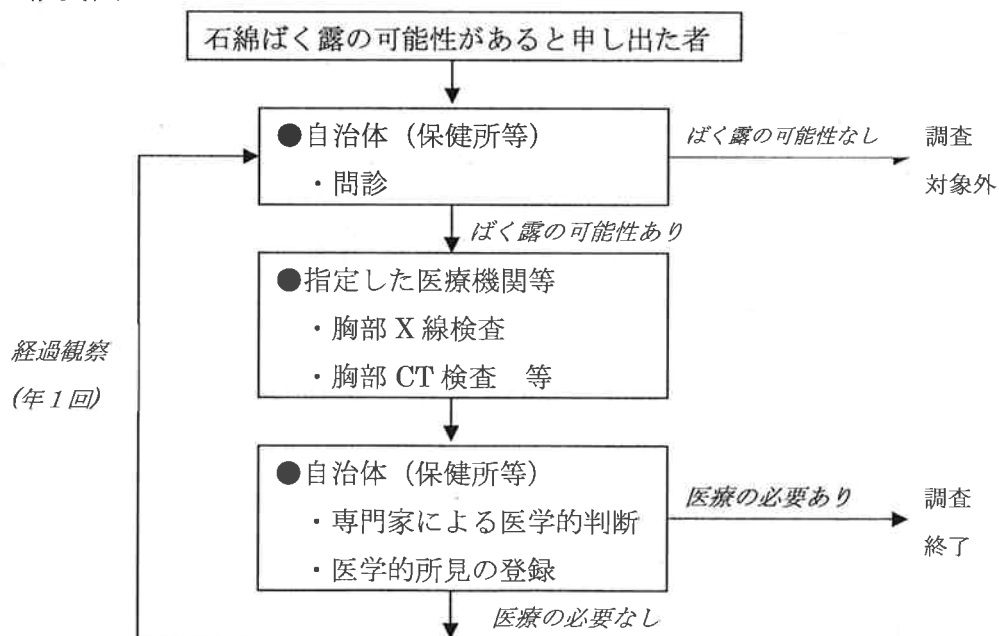 石綿ばく露の可能性があると申し出た者
●自治体（保健所等）
・問診
ばく露の可能性なし
調査
対象外
ばく露の可能性あり
●指定した医療機関等
・胸部 X 線検査
・胸部 CT 検査　等
経過観察
(年１回)
●自治体（保健所等）
・専門家による医学的判断
・医学的所見の登録
医療の必要あり
調査
終了
医療の必要なし